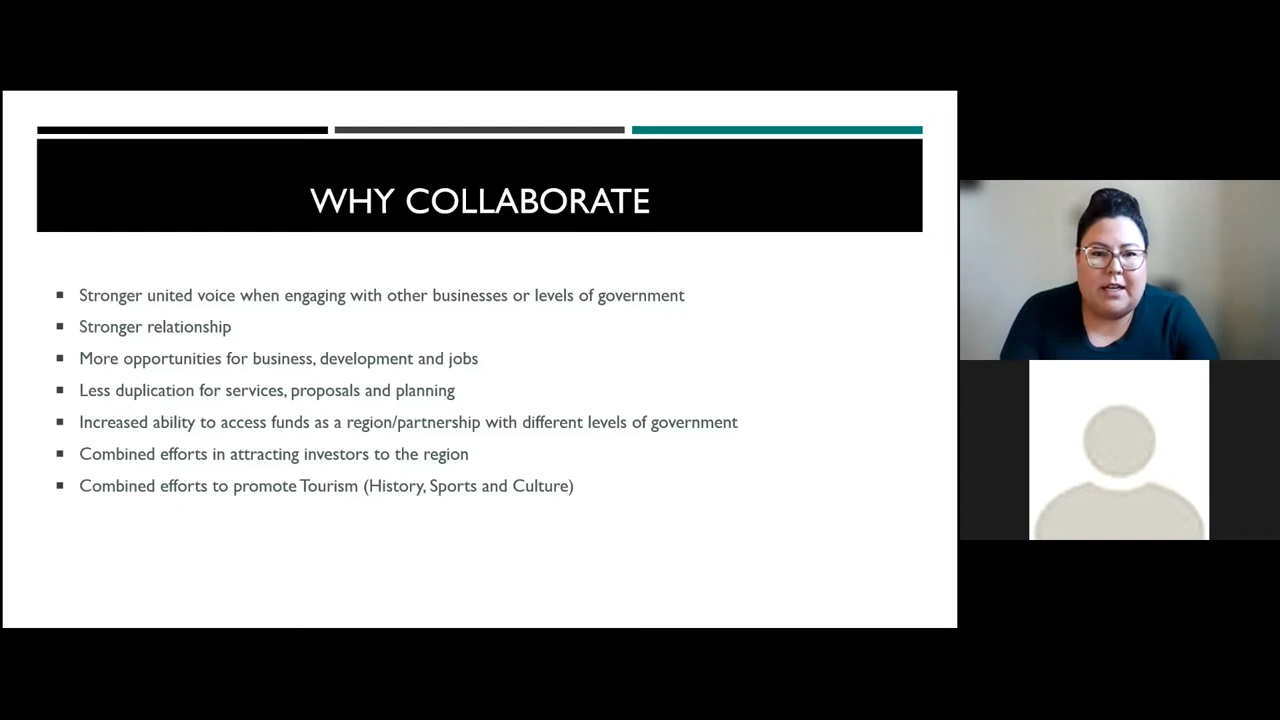 WHY COLLABORATE
Stronger united voice when engaging with other businesses or levels of government
Stronger relationship
More opportunities for business, development and jobs
Less duplication for services, proposals and planning
Increased ability to access funds as a region/partnership with different levels of government
Combined efforts in attracting investors to the region
Combined efforts to promote Tourism (History, Sports and Culture)